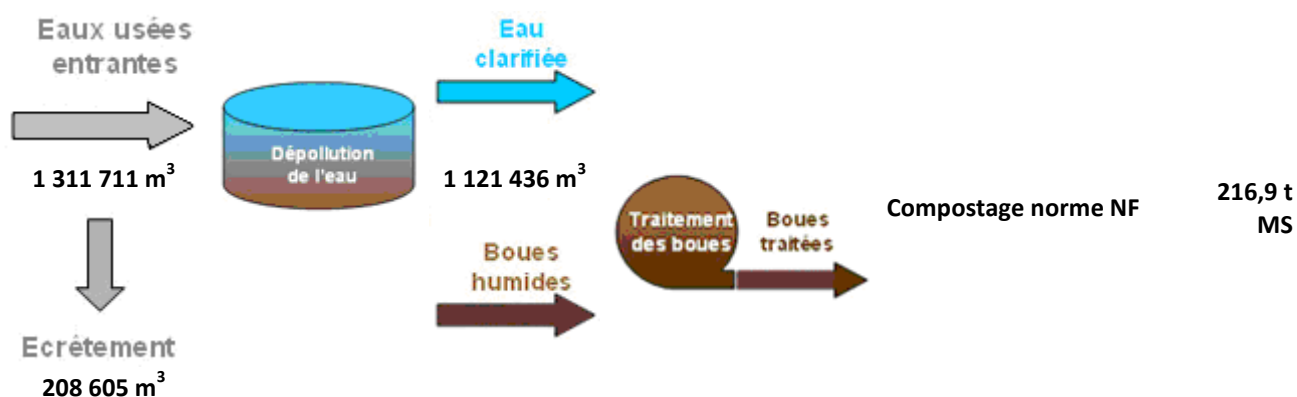 Eaux usées
entrantes
1 311 711 m³
Ecrétement
208 605 m³
Dépollution
de l'eau
Eau
clarifiée
1 121 436 m³
Boues
humides
Traitement
des boues
Boues
traitées
Compostage norme NF
216,9 t
MS